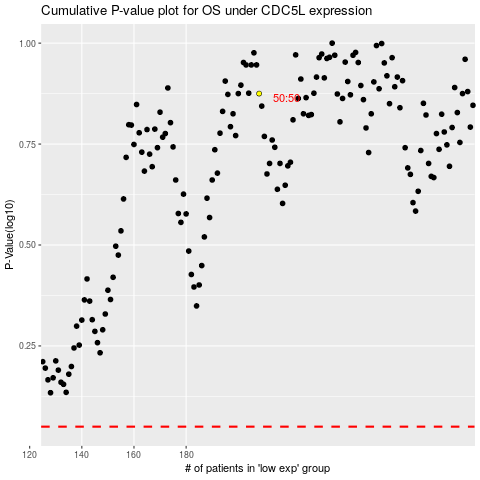 Cumulative P-value plot for OS under CDC5L expression
1.00
0.75
0.50
0.25
P-Value(log10)
50:50
120 140 160 180
# of patients in 'low exp' group